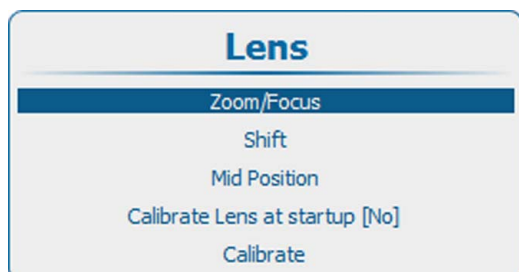 Lens
Zoom/Focus
Shift
Mid Position
Calibrate Lens at startup [No]
Calibrate